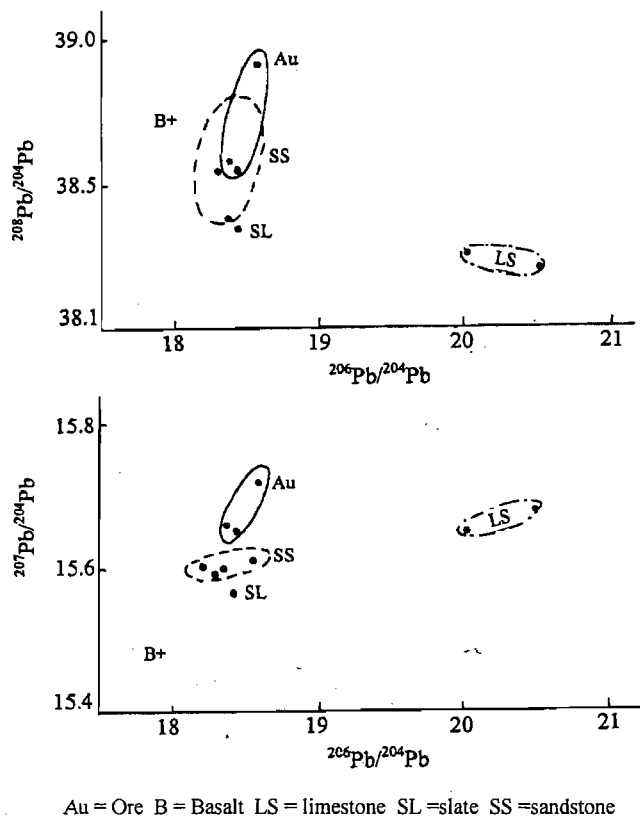 39.0
Au
B+
SS
38.5
SL
LS
38.1
18 19 20 21
²⁰⁸Pb/²⁰⁴Pb
²⁰⁶Pb/²⁰⁴Pb
15.8
Au
LS
SS
15.6
SL
B+
15.4
18 19 20 21
²⁰⁷Pb/²⁰⁴Pb
²⁰⁶Pb/²⁰⁴Pb
Au = Ore B = Basalt LS = limestone SL =slate SS =sandstone